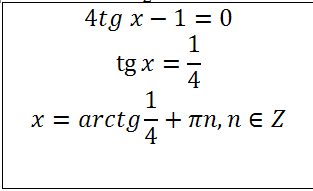 4tg x − 1 = 0
tg x = 1/4
x = arctg 1/4 + πn, n ∈ Z